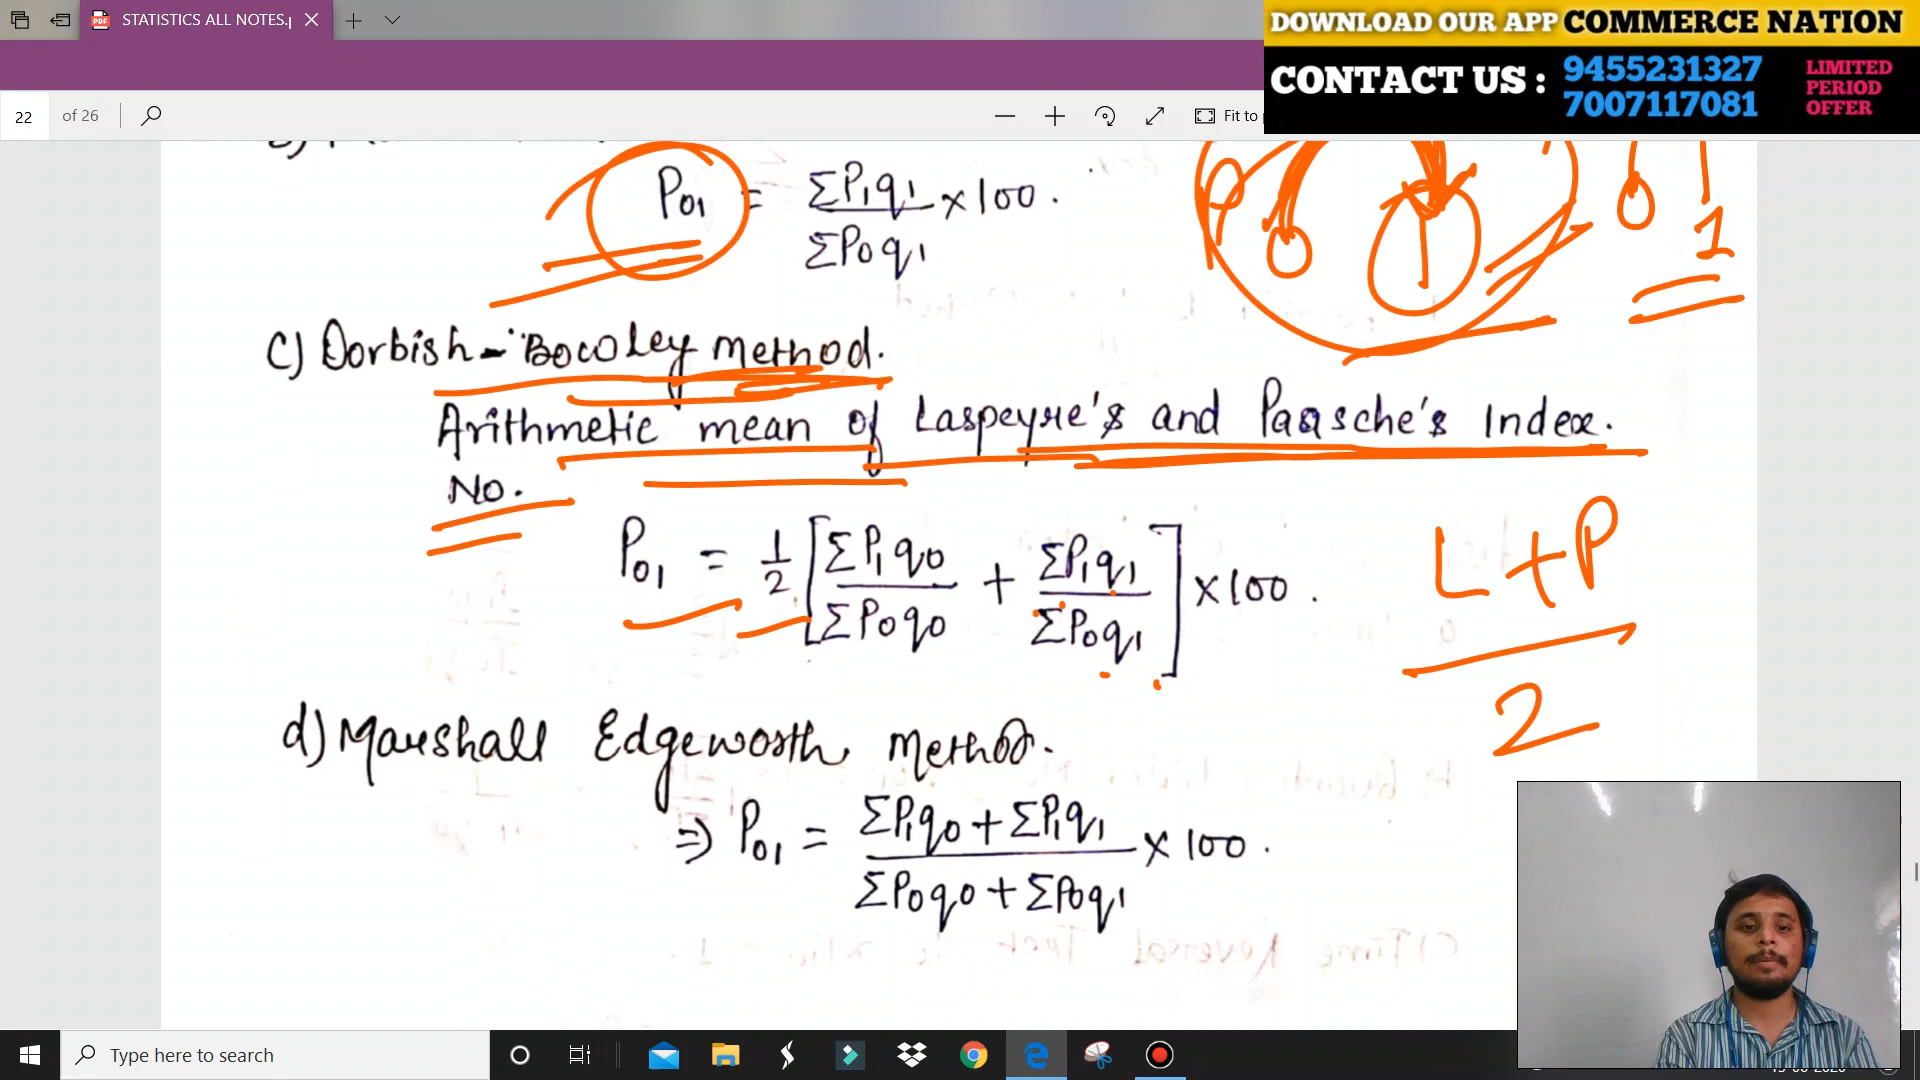 STATISTICS ALL NOTES.p
DOWNLOAD OUR APP COMMERCE NATION
CONTACT US : 9455231327
7007117081
LIMITED
PERIOD
OFFER
22 of 26
Fit to
P01 = ΣP1q1 / ΣP0q1 × 100.
0 1
1
c) Dorbish - Bowley method.
Arithmetic mean of Laspeyre's and Paasche's Index.
No.
P01 = 1/2 [ΣP1q0 / ΣP0q0 + ΣP1q1 / ΣP0q1] × 100.
L+P
2
d) Marshall Edgeworth Method.
⇒ P01 = ΣP1q0 + ΣP1q1 / ΣP0q0 + ΣP0q1 × 100.
Type here to search